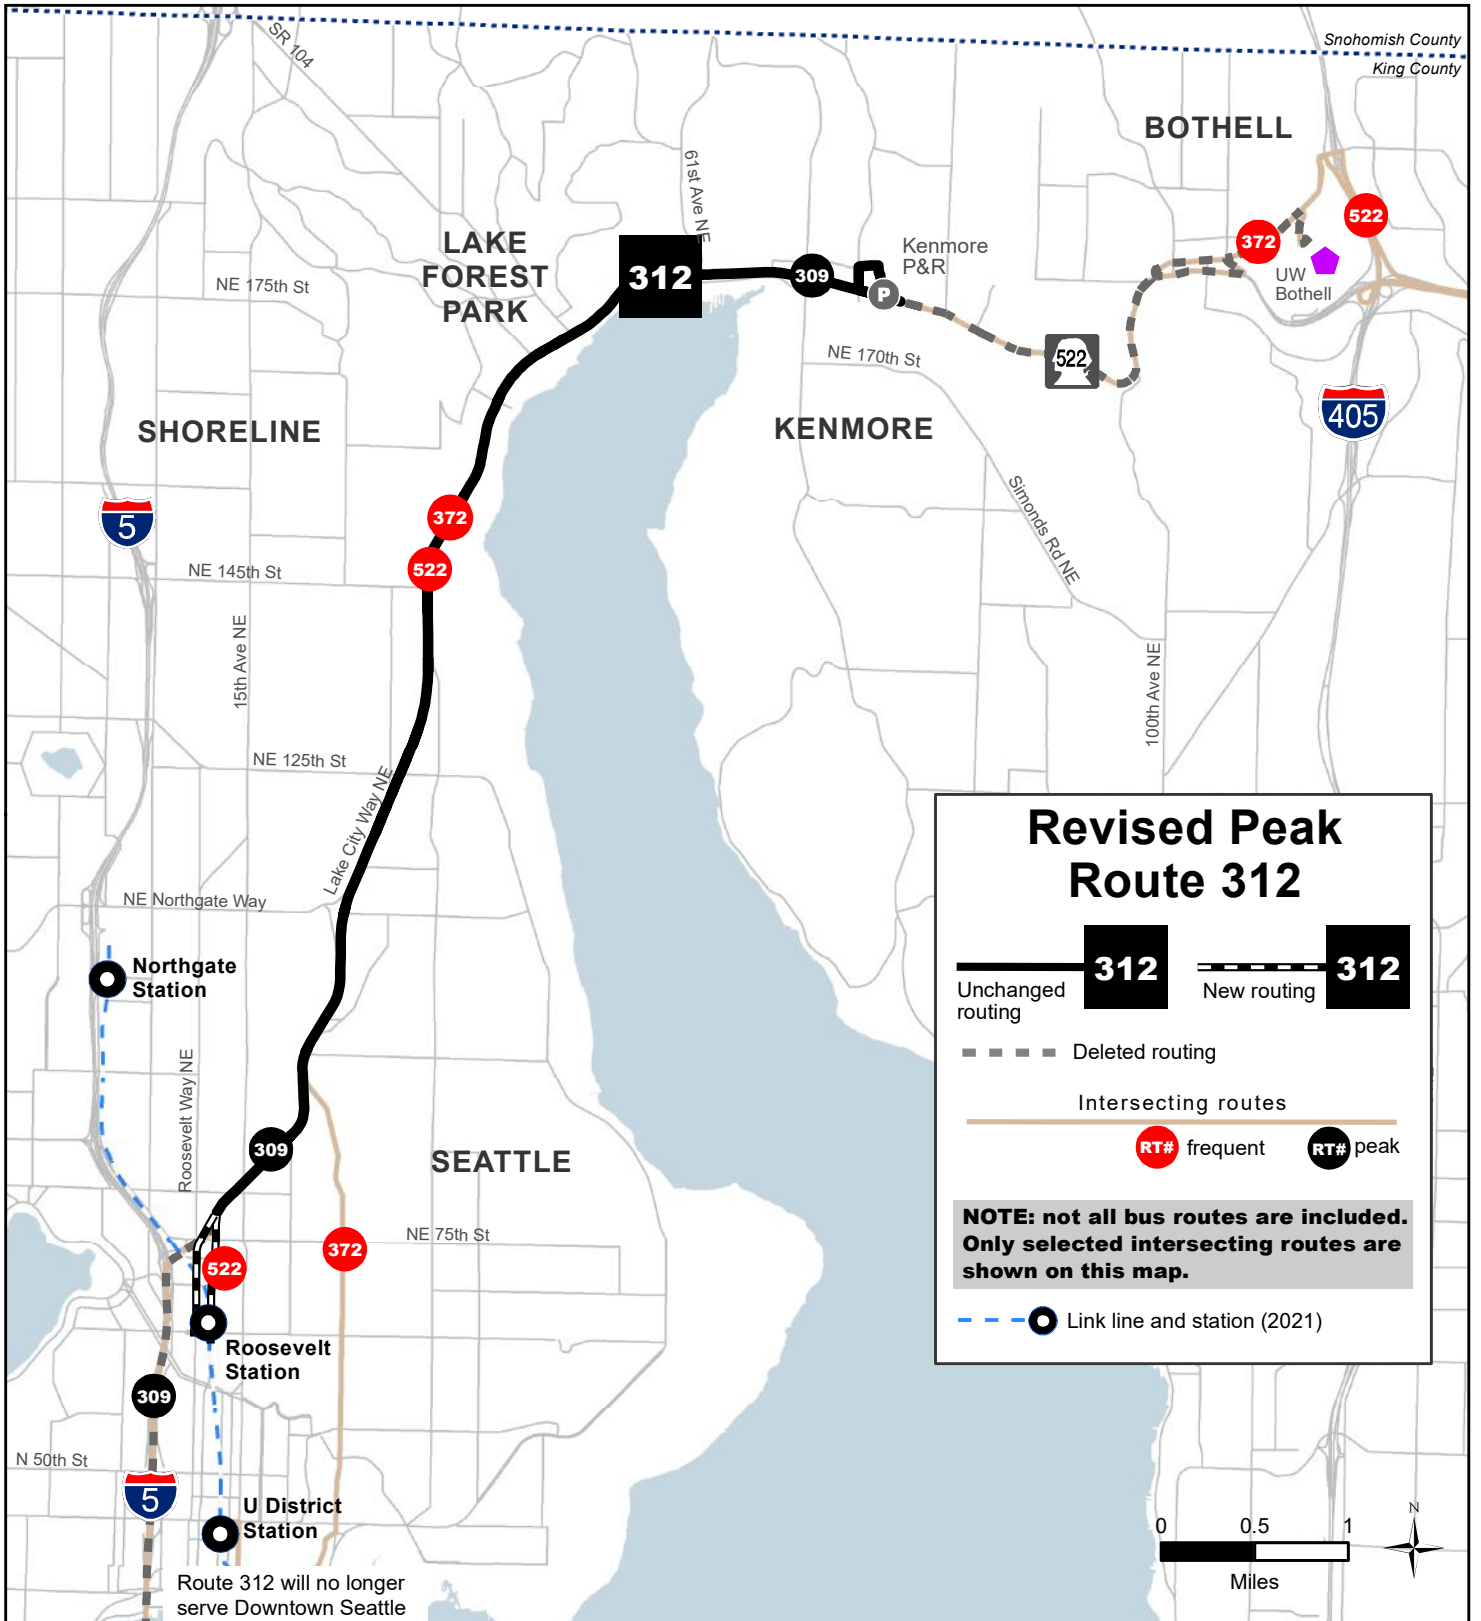 Snohomish County
King County
SR 104
BOTHELL
61st Ave NE
522
372
LAKE
FOREST
PARK
312
Kenmore
P&R
309
P
UW
Bothell
NE 175th St
522
NE 170th St
405
SHORELINE
KENMORE
5
372
Simonds Rd NE
522
NE 145th St
15th Ave NE
100th Ave NE
NE 125th St
Lake City Way NE
NE Northgate Way
Northgate
Station
Roosevelt Way NE
309
SEATTLE
NE 75th St
372
522
Roosevelt
Station
309
N 50th St
5
U District
Station
Route 312 will no longer
serve Downtown Seattle
Revised Peak
Route 312
312
Unchanged
routing
312
New routing
Deleted routing
Intersecting routes
RT# frequent
RT# peak
NOTE: not all bus routes are included.
Only selected intersecting routes are
shown on this map.
Link line and station (2021)
0 0.5 1
Miles
N